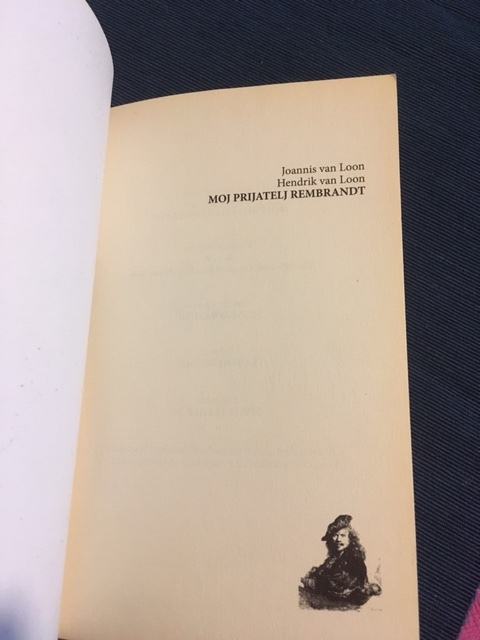 Joannis van Loon
Hendrik van Loon
MOJ PRIJATELJ REMBRANDT